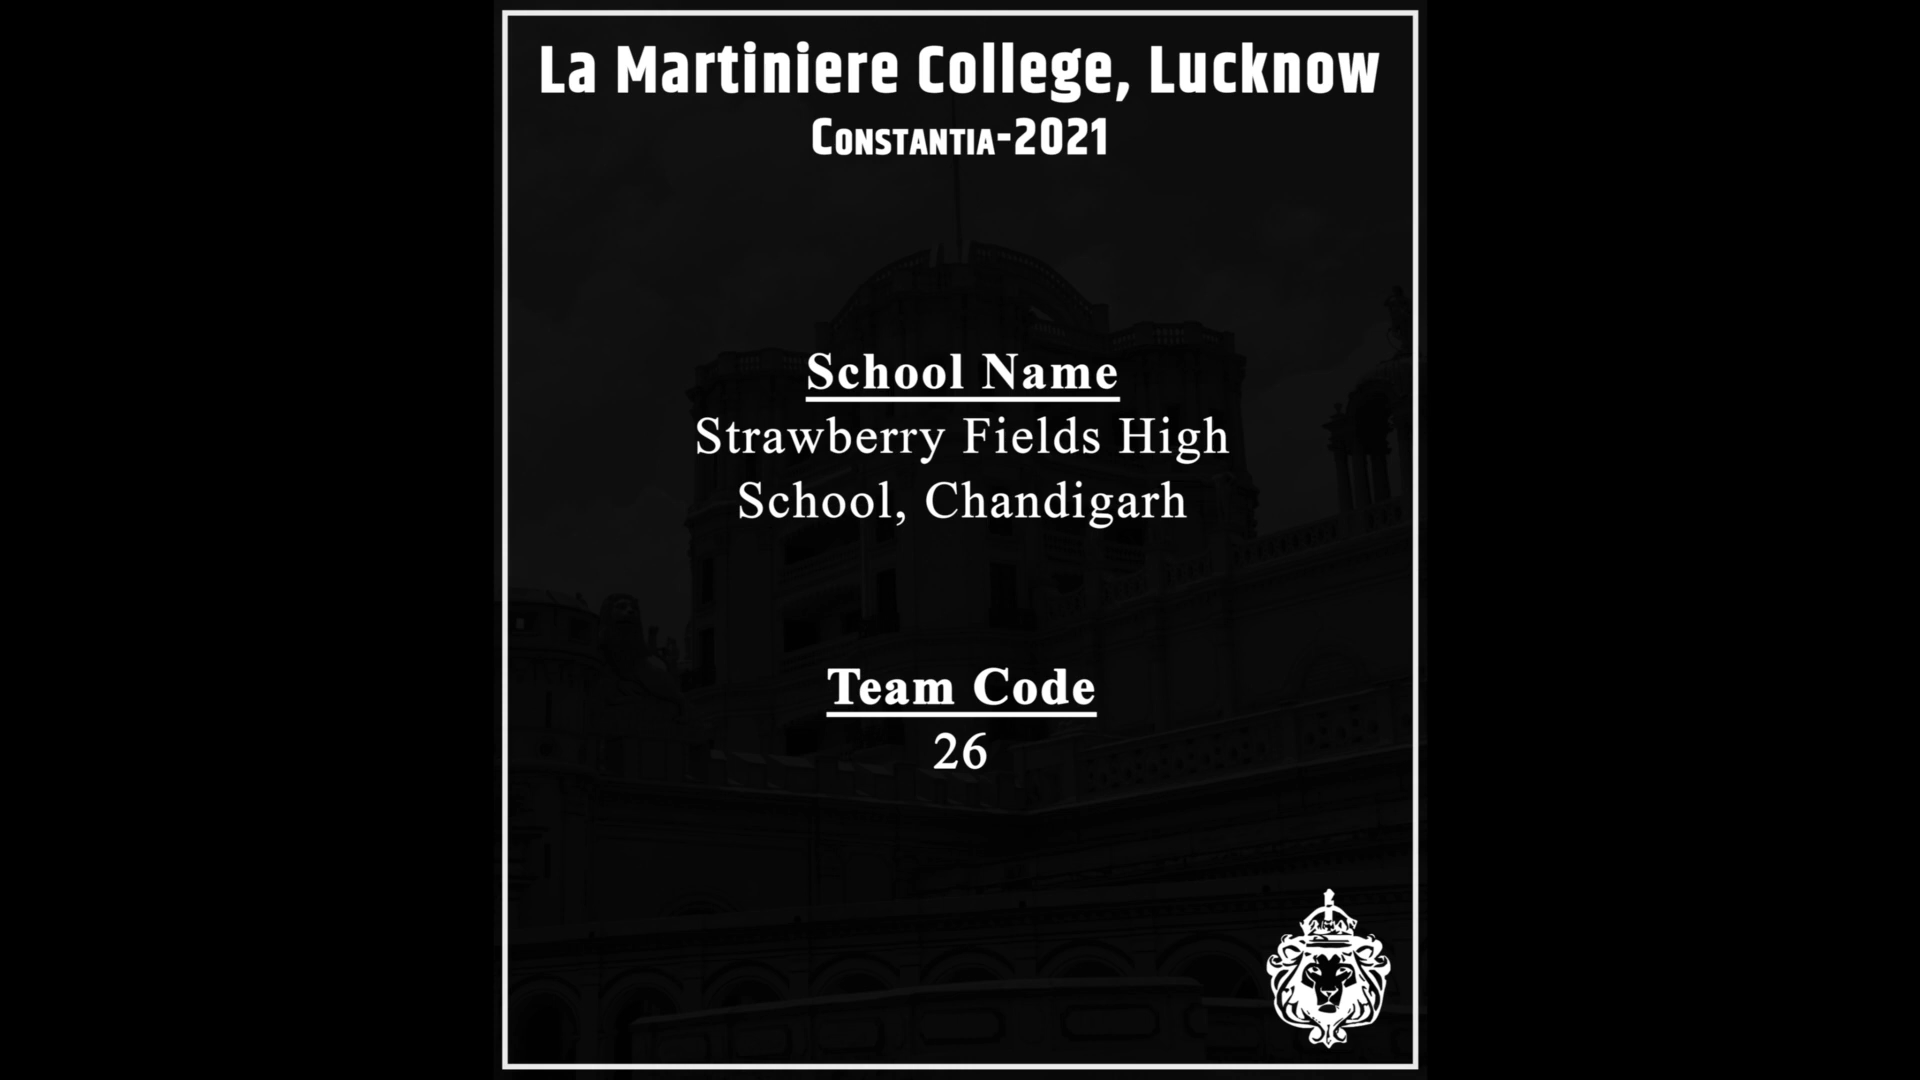 La Martiniere College, Lucknow
Constantia-2021
School Name
Strawberry Fields High
School, Chandigarh
Team Code
26